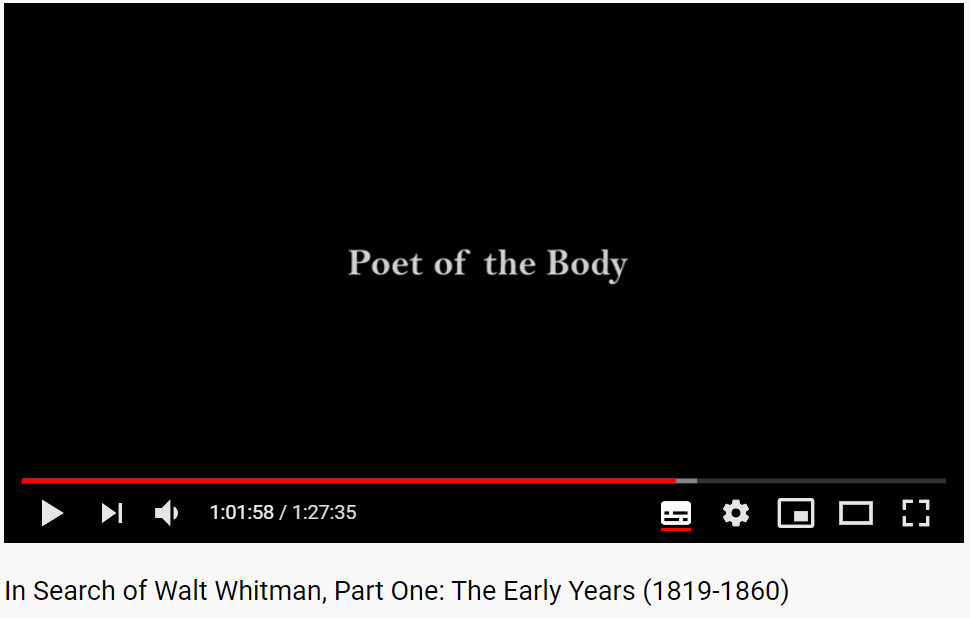 Poet of the Body
1:01:58 / 1:27:35
In Search of Walt Whitman, Part One: The Early Years (1819-1860)